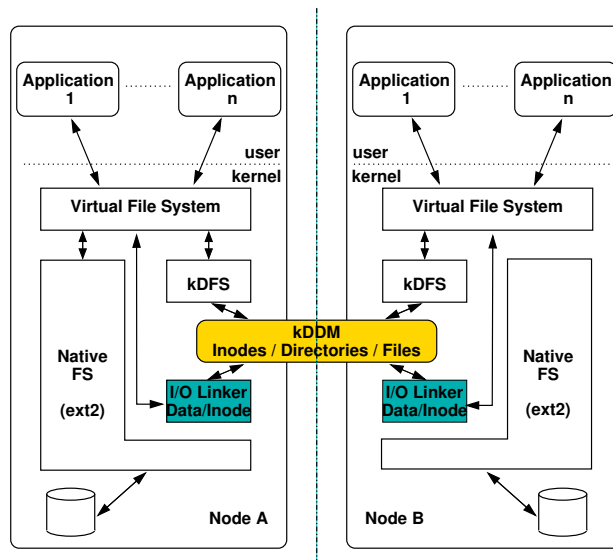 Application
1
Application
n
Application
1
Application
n
user
kernel
user
kernel
Virtual File System
Virtual File System
kDFS
kDFS
kDDM
Inodes / Directories / Files
Native
FS
(ext2)
I/O Linker
Data/Inode
I/O Linker
Data/Inode
Native
FS
(ext2)
Node A
Node B